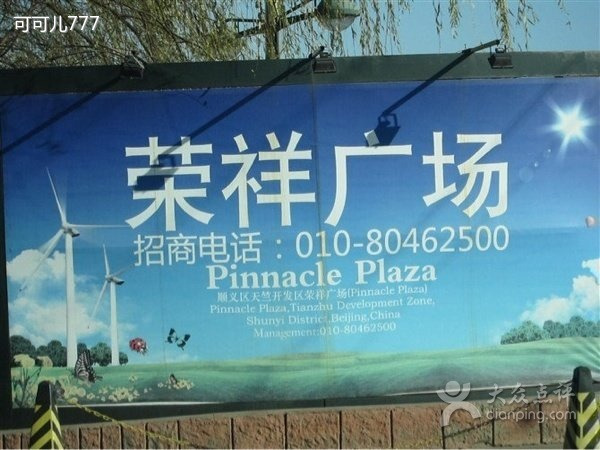 可可儿777
荣祥广场
招商电话：010-80462500
Pinnacle Plaza
顺义区天竺开发区荣祥广场(Pinnacle Plaza)
Pinnacle Plaza,Tianzhu Development Zone,
Shunyi District,Beijing,China
Management:010-80462500
大众点评
dianping.com